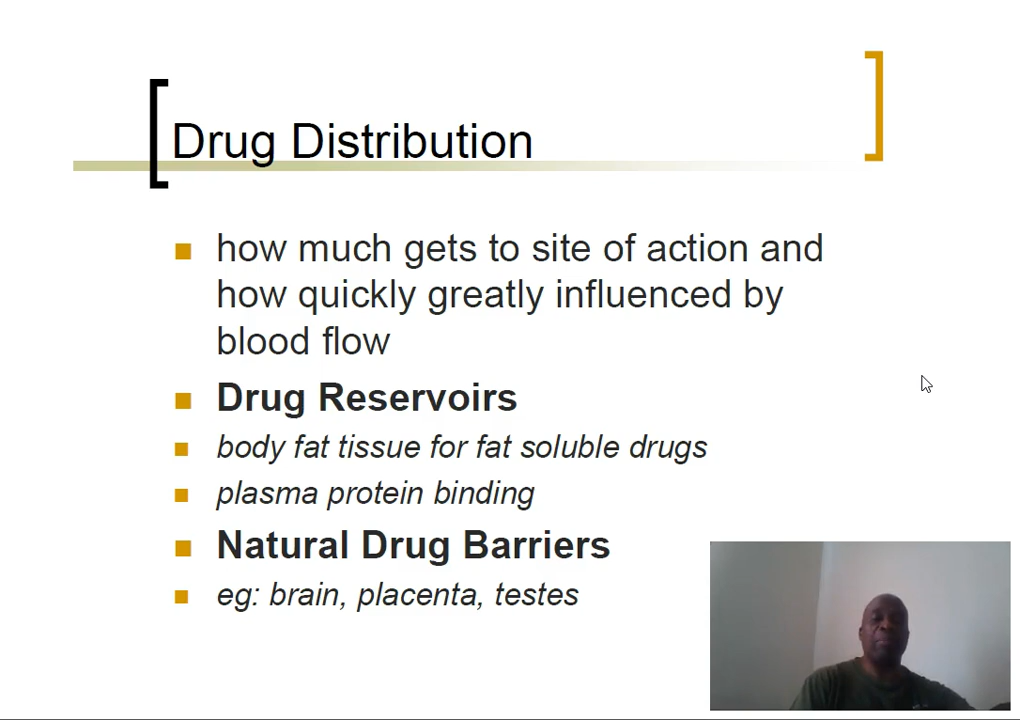 Drug Distribution
how much gets to site of action and
how quickly greatly influenced by
blood flow
Drug Reservoirs
body fat tissue for fat soluble drugs
plasma protein binding
Natural Drug Barriers
eg: brain, placenta, testes